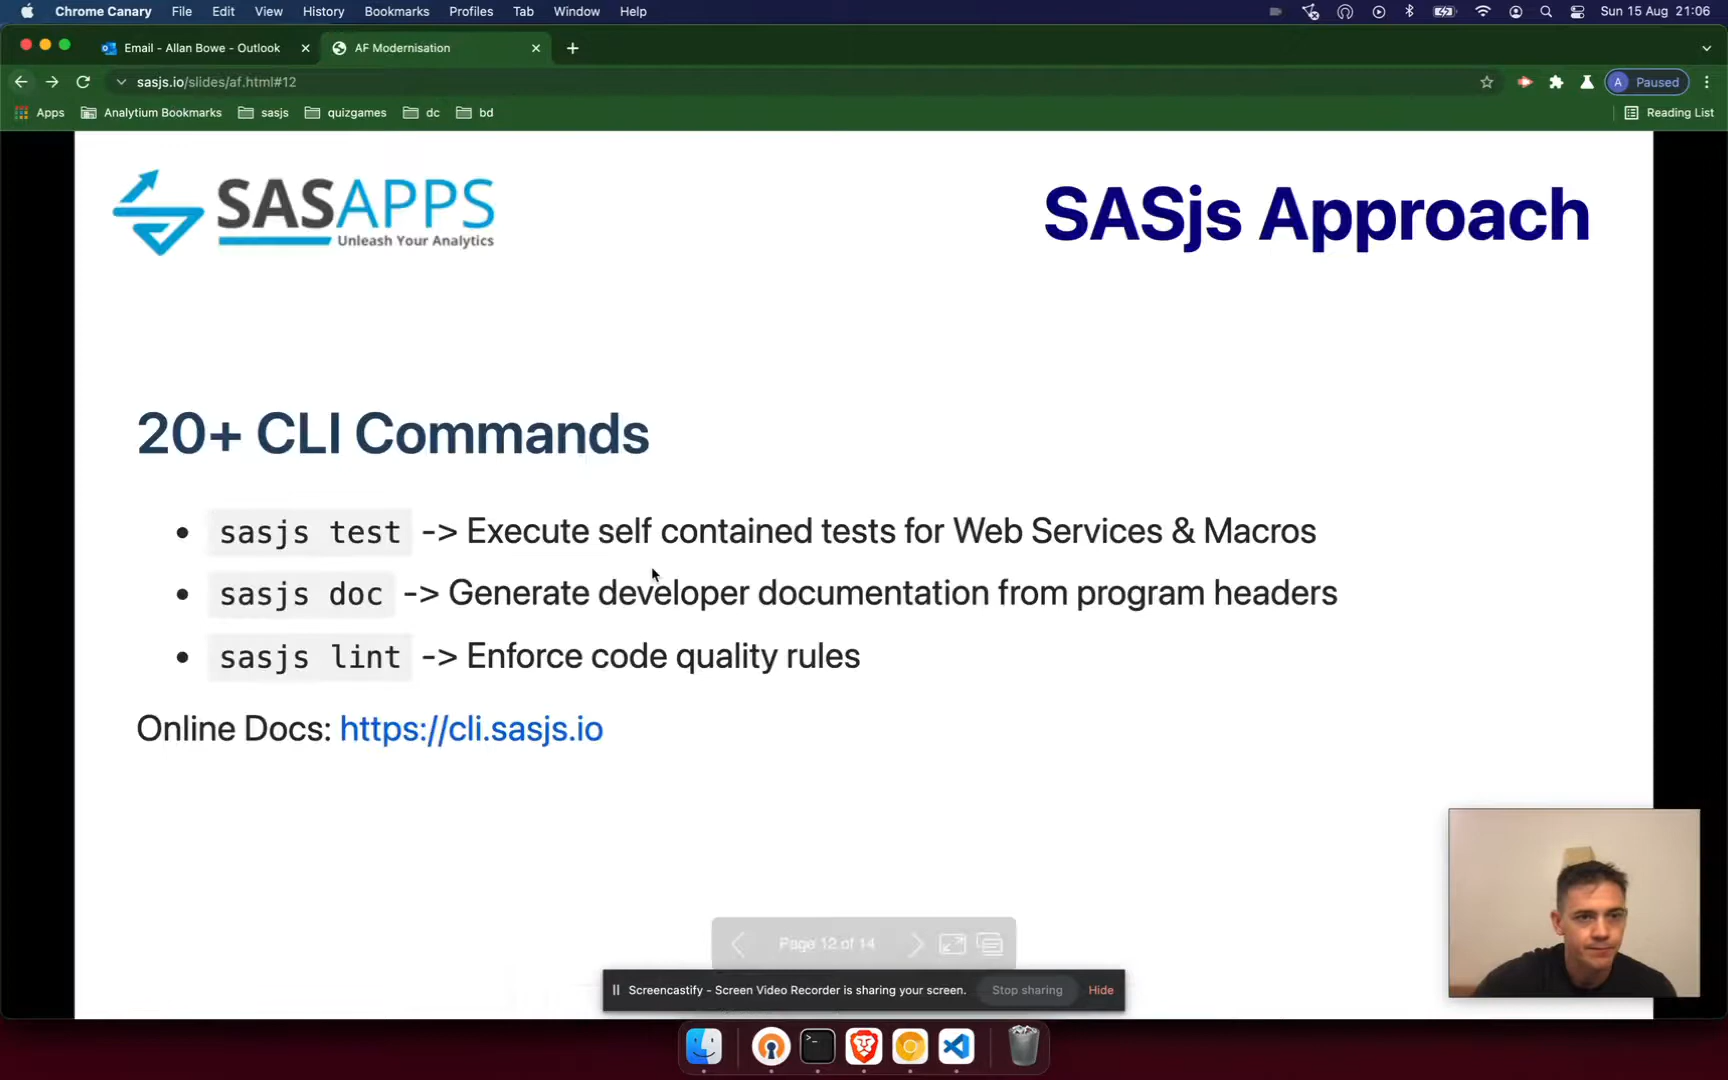 Chrome Canary File Edit View History Bookmarks Profiles Tab Window Help Sun 15 Aug 21:06
Email - Allan Bowe - Outlook AF Modernisation
sasjs.io/slides/af.html#12 A Paused
Apps Analytium Bookmarks sasjs quizgames dc bd Reading List
SASAPPS
Unleash Your Analytics
SASjs Approach
20+ CLI Commands
• sasjs test -> Execute self contained tests for Web Services & Macros
• sasjs doc -> Generate developer documentation from program headers
• sasjs lint -> Enforce code quality rules
Online Docs: https://cli.sasjs.io
Page 12 of 14
Screencastify - Screen Video Recorder is sharing your screen. Stop sharing Hide